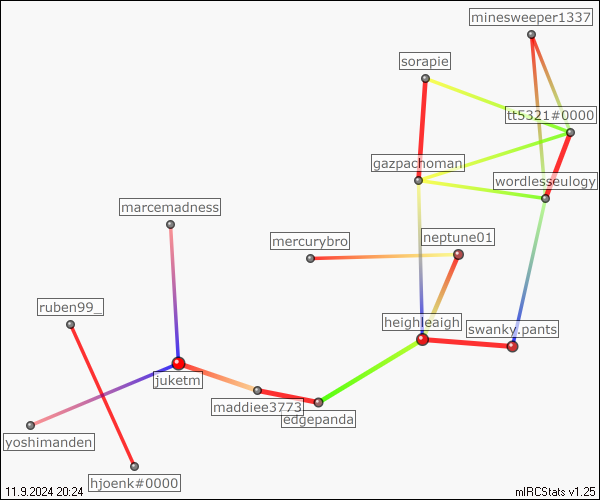 minesweeper1337
sorapie
tt5321#0000
gazpachoman
wordlesseulogy
marcemadness
mercurybro
neptune01
ruben99_
heighleaigh
swanky.pants
juketm
maddiee3773
edgepanda
yoshimanden
hjoenk#0000
11.9.2024 20:24
mIRCStats v1.25